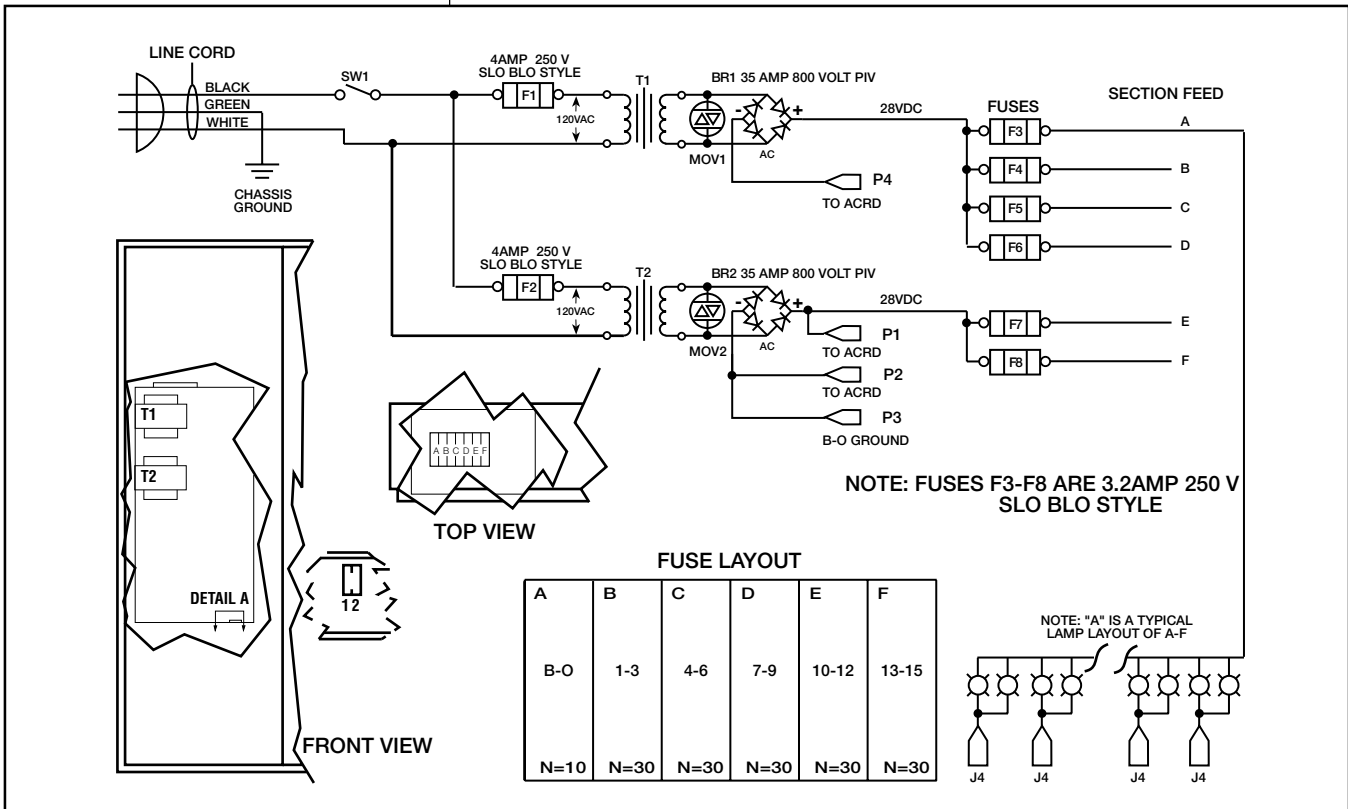 LINE CORD
BLACK
GREEN
WHITE
CHASSIS
GROUND
SW1
4AMP 250 V
SLO BLO STYLE
F1
120VAC
T1
BR1 35 AMP 800 VOLT PIV
-
+
MOV1
AC
28VDC
P4
TO ACRD
FUSES
SECTION FEED
F3
A
F4
B
F5
C
F6
D
4AMP 250 V
SLO BLO STYLE
F2
120VAC
T2
BR2 35 AMP 800 VOLT PIV
-
+
MOV2
AC
28VDC
P1
TO ACRD
P2
TO ACRD
P3
B-O GROUND
F7
E
F8
F
NOTE: FUSES F3-F8 ARE 3.2AMP 250 V
SLO BLO STYLE
T1
T2
DETAIL A
FRONT VIEW
1 2
A B C D E F
TOP VIEW
FUSE LAYOUT
A B C D E F
B-O 1-3 4-6 7-9 10-12 13-15
N=10 N=30 N=30 N=30 N=30 N=30
NOTE: "A" IS A TYPICAL
LAMP LAYOUT OF A-F
J4 J4 J4 J4